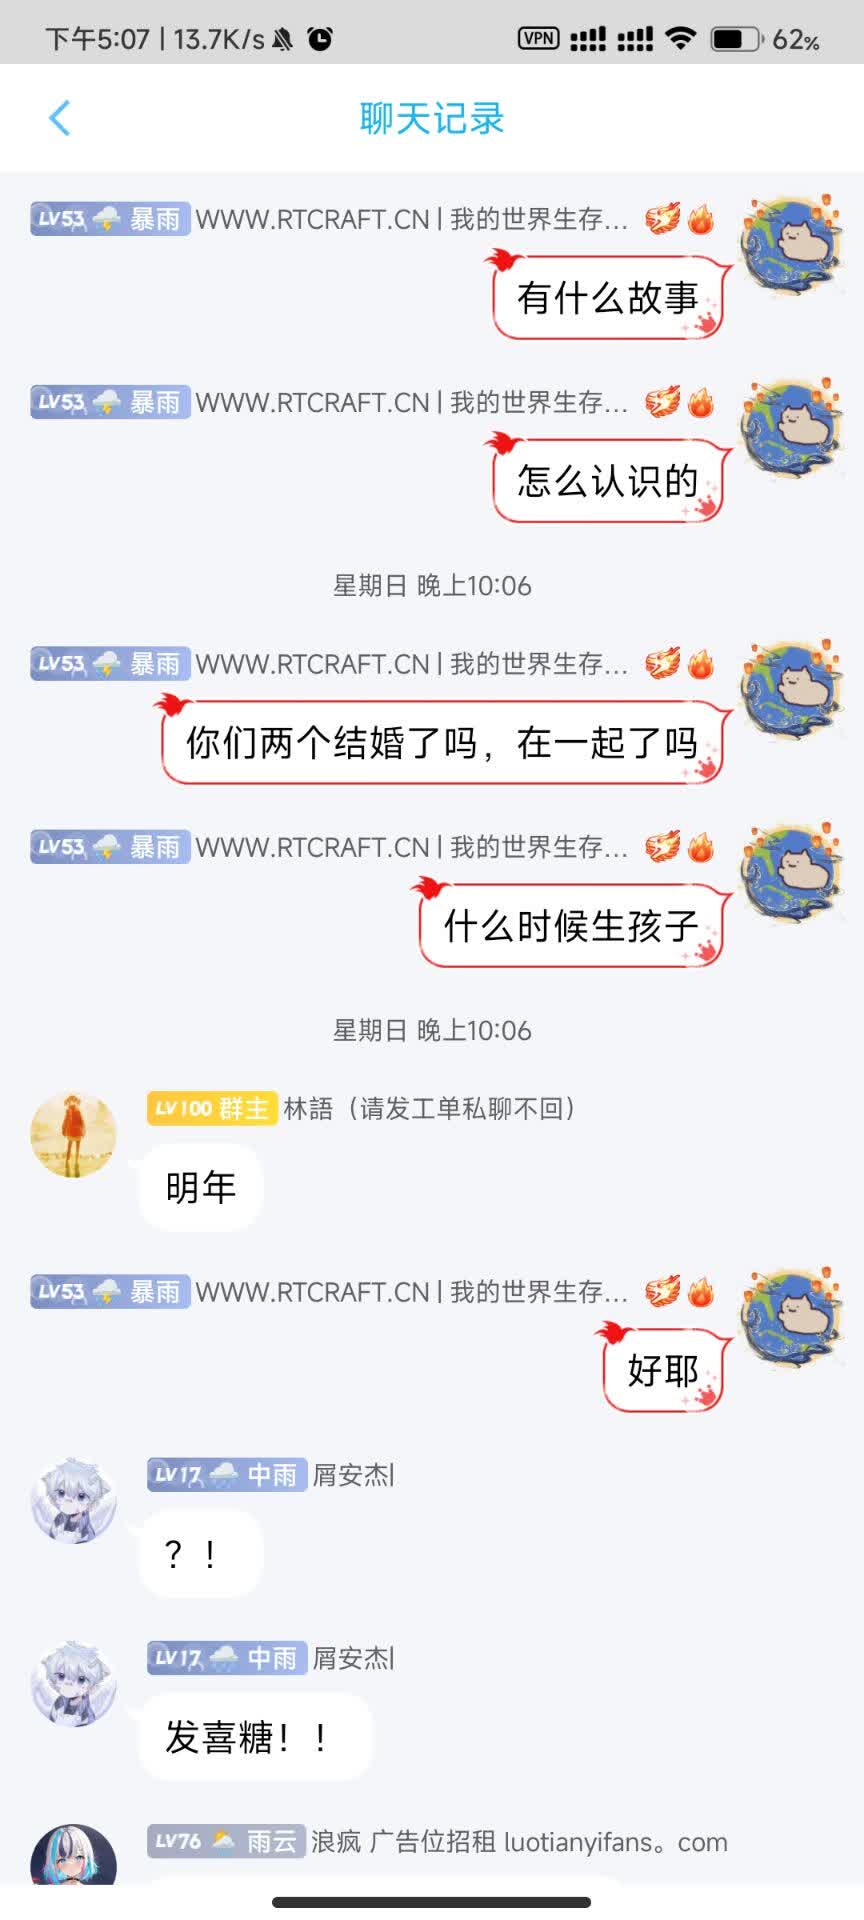 下午5:07 | 13.7K/s VPN 62%
聊天记录
LV53 暴雨 WWW.RTCRAFT.CN | 我的世界生存...
有什么故事
LV53 暴雨 WWW.RTCRAFT.CN | 我的世界生存...
怎么认识的
星期日 晚上10:06
LV53 暴雨 WWW.RTCRAFT.CN | 我的世界生存...
你们两个结婚了吗，在一起了吗
LV53 暴雨 WWW.RTCRAFT.CN | 我的世界生存...
什么时候生孩子
星期日 晚上10:06
LV100 群主 林語（请发工单私聊不回）
明年
LV53 暴雨 WWW.RTCRAFT.CN | 我的世界生存...
好耶
LV17 中雨 屑安杰|
？！
LV17 中雨 屑安杰|
发喜糖！！
LV76 雨云 浪疯 广告位招租 luotianyifans。com